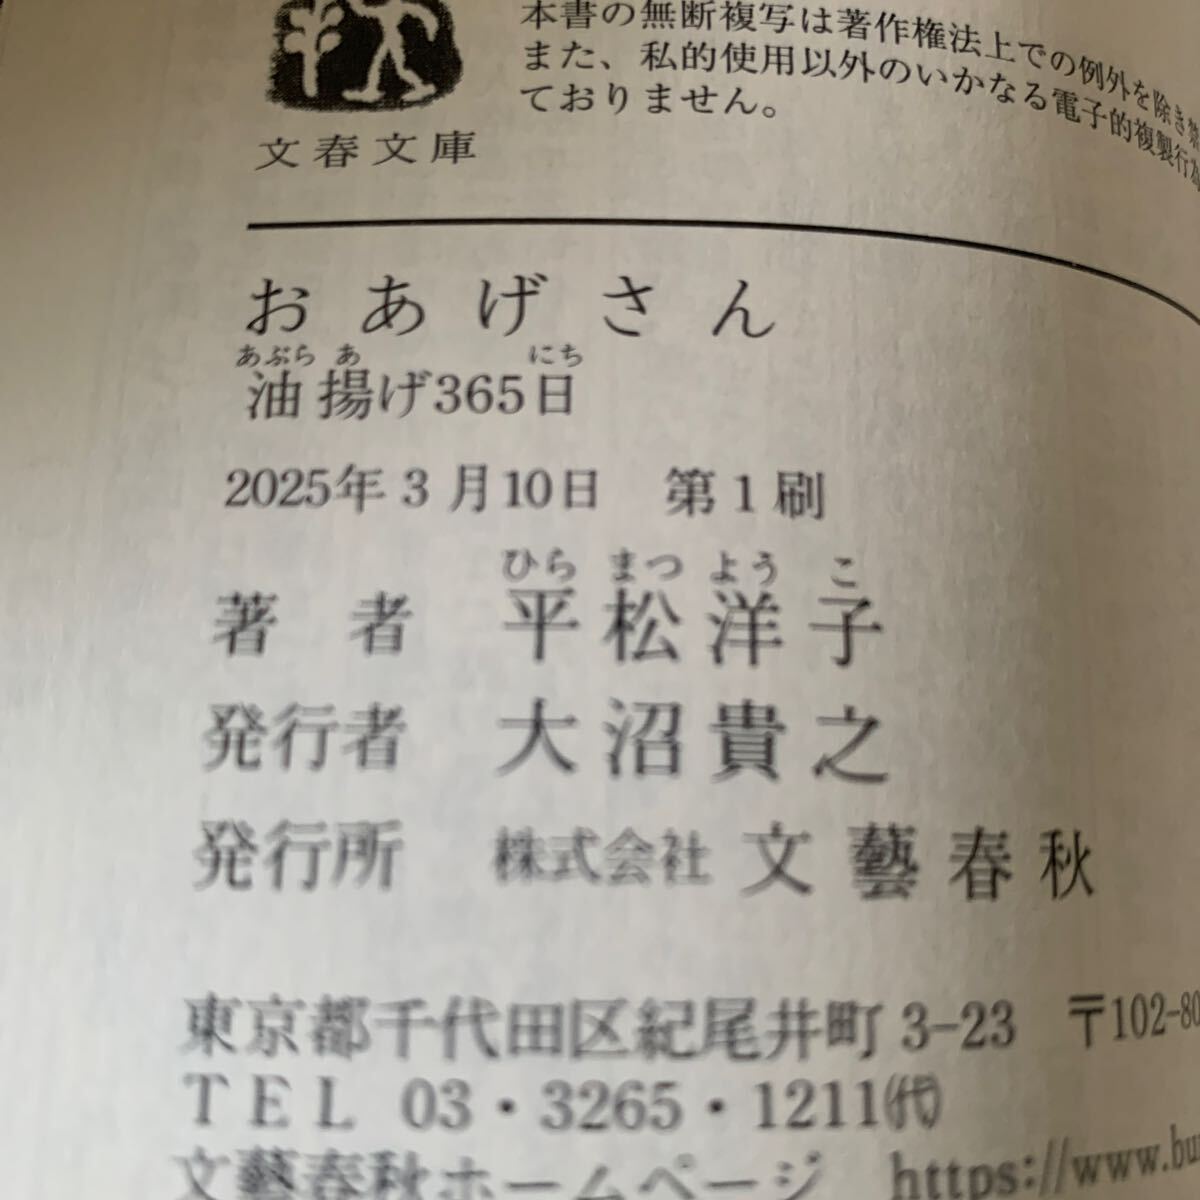 本書の無断複写は著作権法上での例外を除き禁
また、私的使用以外のいかなる電子的複製行為
ておりません。
文春文庫
おあげさん
あぶら あ にち
油揚げ365日
2025年3月10日 第1刷
ひら まつ よう こ
著者 平松洋子
発行者 大沼貴之
発行所 株式会社 文藝春秋
東京都千代田区紀尾井町 3-23 〒102-80
TEL 03・3265・1211㈹
文藝春秋ホームページ https://www.bu